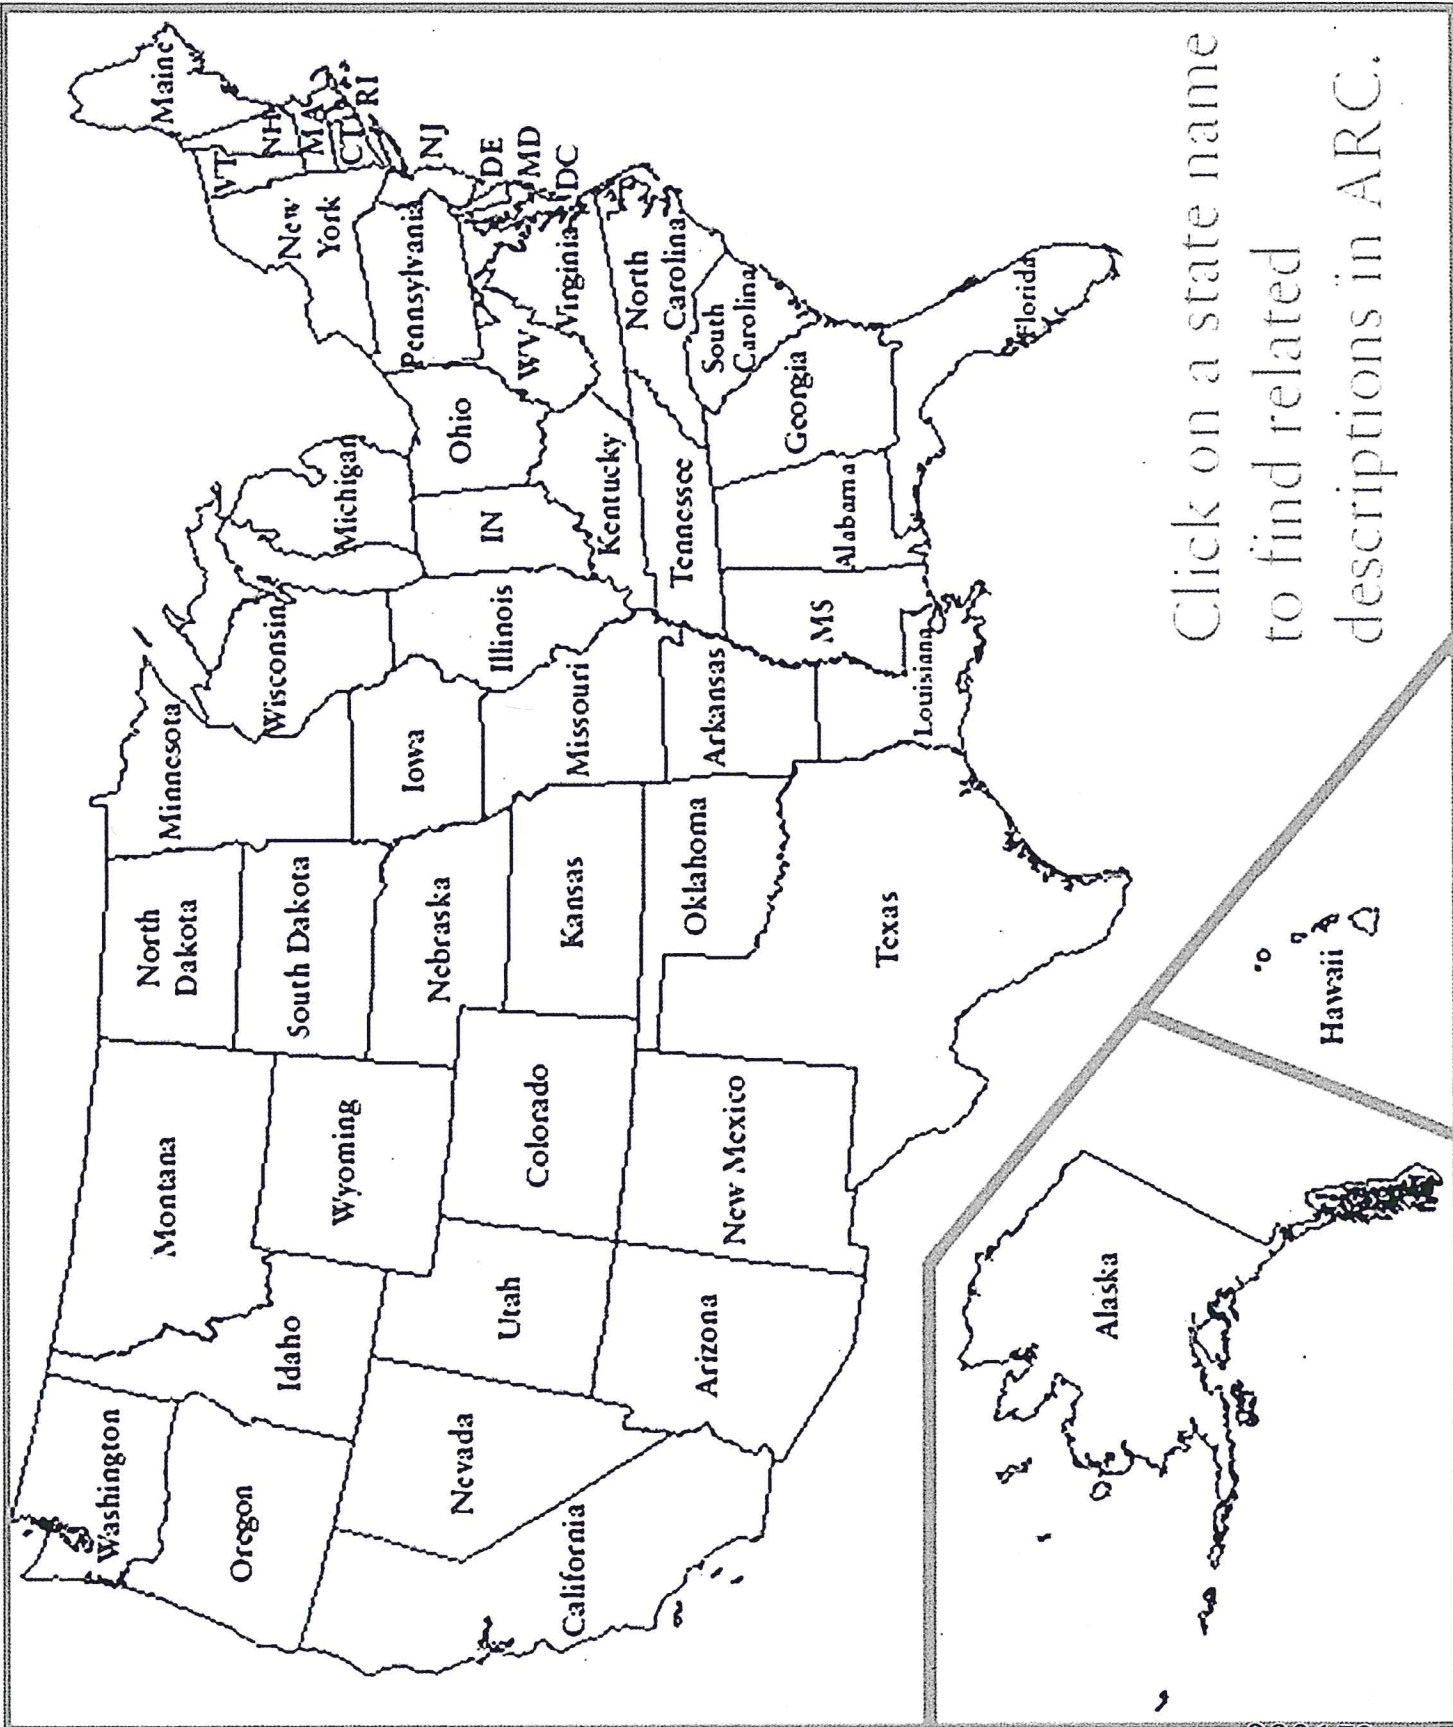 Washington
Oregon
California
Nevada
Idaho
Montana
Wyoming
Utah
Arizona
Colorado
New Mexico
North
Dakota
South Dakota
Nebraska
Kansas
Oklahoma
Texas
Minnesota
Iowa
Missouri
Arkansas
Louisiana
Wisconsin
Illinois
MS
Michigan
IN
Kentucky
Tennessee
Alabama
Ohio
Georgia
Florida
WV
Virginia
North
Carolina
South
Carolina
Pennsylvania
New
York
VT
NH
Maine
MA
CT
RI
NJ
DE
MD
DC
Alaska
Hawaii
Click on a state name
to find related
descriptions in ARC.